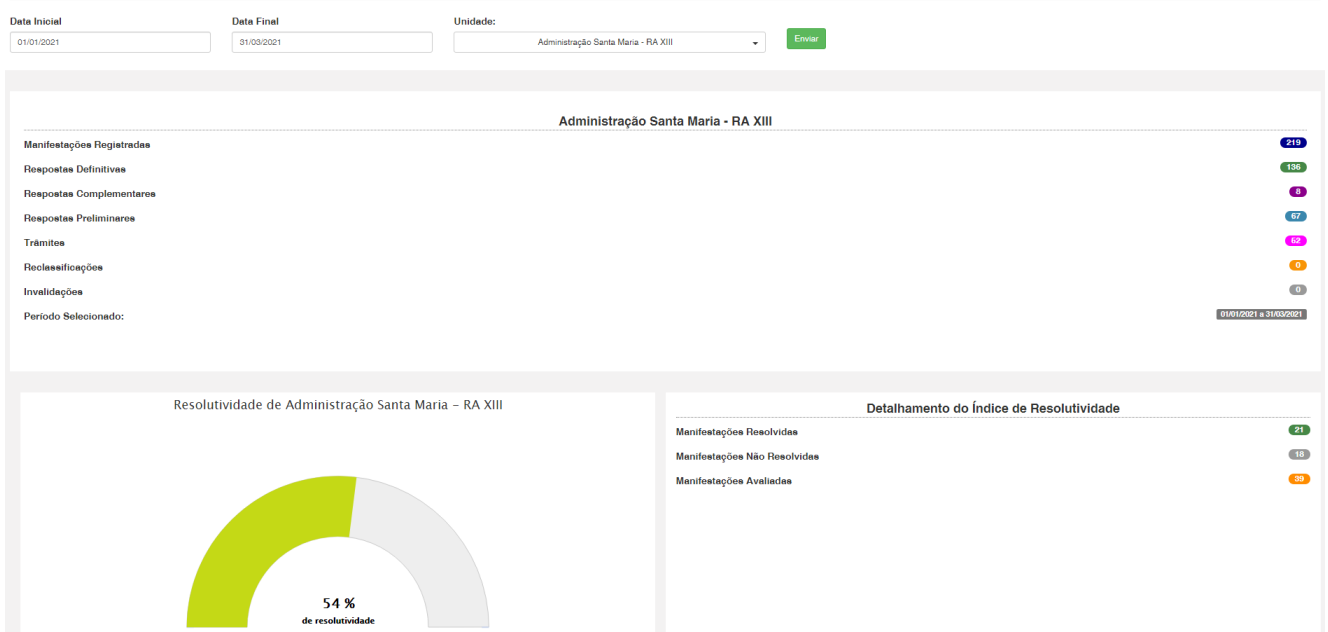 Data Inicial Data Final Unidade:
01/01/2021 31/03/2021 Administração Santa Maria - RA XIII Enviar
Administração Santa Maria - RA XIII
Manifestações Registradas 219
Respostas Definitivas 136
Respostas Complementares 8
Respostas Preliminares 67
Trâmites 52
Reclassificações 0
Invalidações 0
Período Selecionado: 01/01/2021 a 31/03/2021
Resolutividade de Administração Santa Maria – RA XIII
54 %
de resolutividade
Detalhamento do Índice de Resolutividade
Manifestações Resolvidas 21
Manifestações Não Resolvidas 18
Manifestações Avaliadas 39